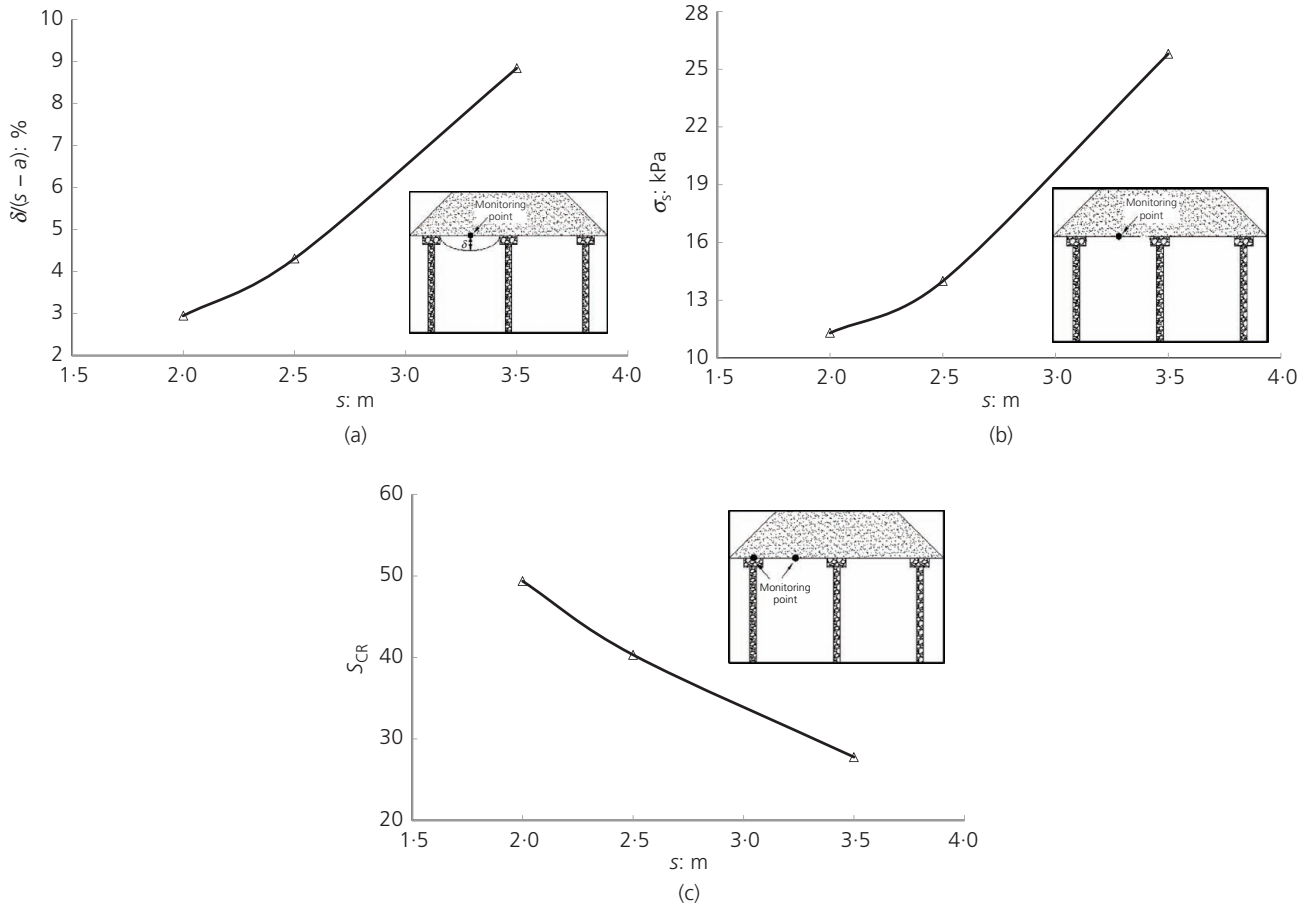 10
9
8
7
6
5
4
3
2
δ/(s – a): %
Monitoring
point
δ
1·5 2·0 2·5 3·0 3·5 4·0
s: m
(a)
28
25
22
19
16
13
10
σs: kPa
Monitoring
point
1·5 2·0 2·5 3·0 3·5 4·0
s: m
(b)
60
50
40
30
20
SCR
Monitoring
point
1·5 2·0 2·5 3·0 3·5 4·0
s: m
(c)